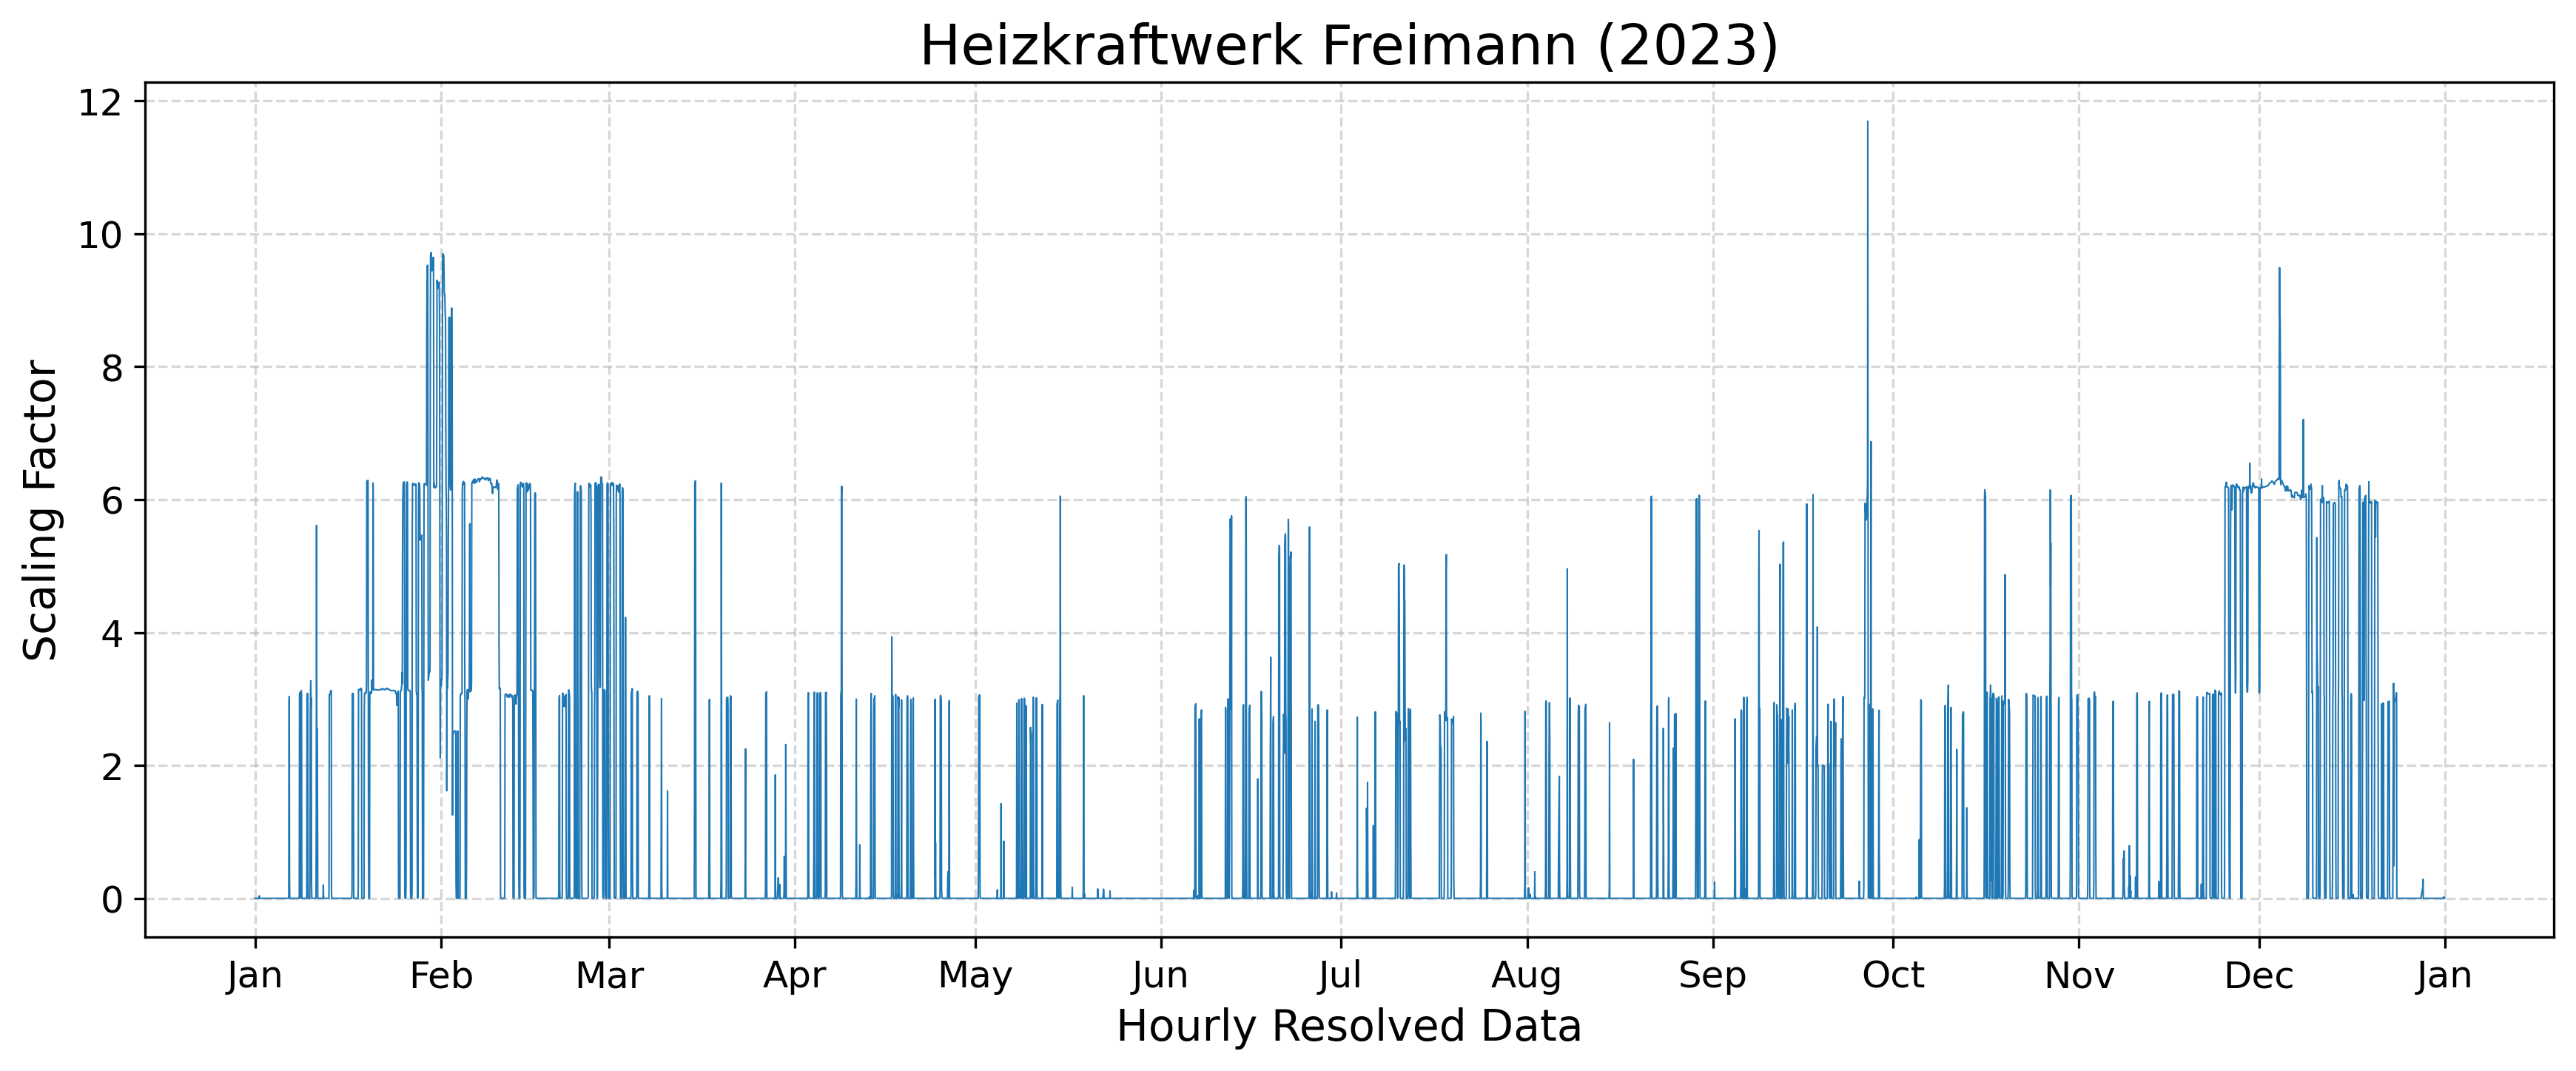 Heizkraftwerk Freimann (2023)
Scaling Factor
12
10
8
6
4
2
0
Jan Feb Mar Apr May Jun Jul Aug Sep Oct Nov Dec Jan
Hourly Resolved Data